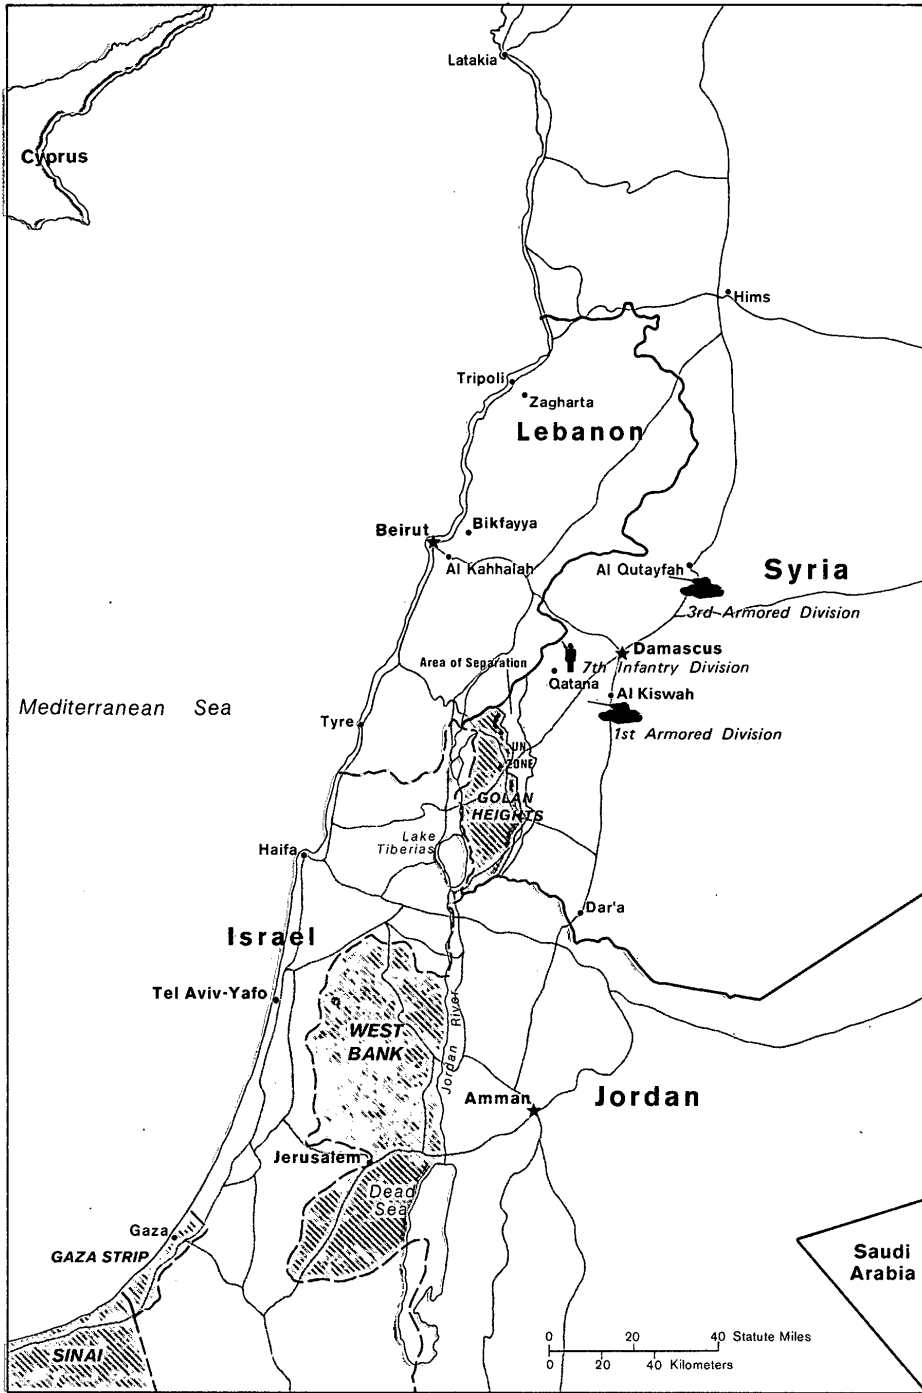 Latakia
Cyprus
Hims
Tripoli
Zagharta
Lebanon
Beirut
Bikfayya
Al Kahhalah
Al Qutayfah
Syria
3rd Armored Division
Damascus
Area of Separation
7th Infantry Division
Qatana
Al Kiswah
Mediterranean Sea
Tyre
1st Armored Division
UN
ZONE
GOLAN
HEIGHTS
Lake
Tiberias
Haifa
Dar'a
Israel
Tel Aviv-Yafo
WEST
BANK
Jordan River
Amman
Jordan
Jerusalem
Dead
Sea
Gaza
GAZA STRIP
Saudi
Arabia
SINAI
0 20 40 Statute Miles
0 20 40 Kilometers